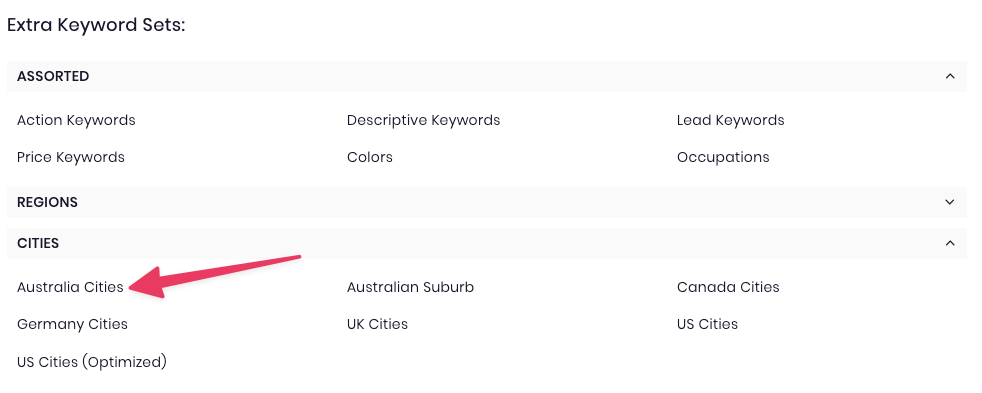 Extra Keyword Sets:
ASSORTED
Action Keywords
Descriptive Keywords
Lead Keywords
Price Keywords
Colors
Occupations
REGIONS
CITIES
Australia Cities
Australian Suburb
Canada Cities
Germany Cities
UK Cities
US Cities
US Cities (Optimized)